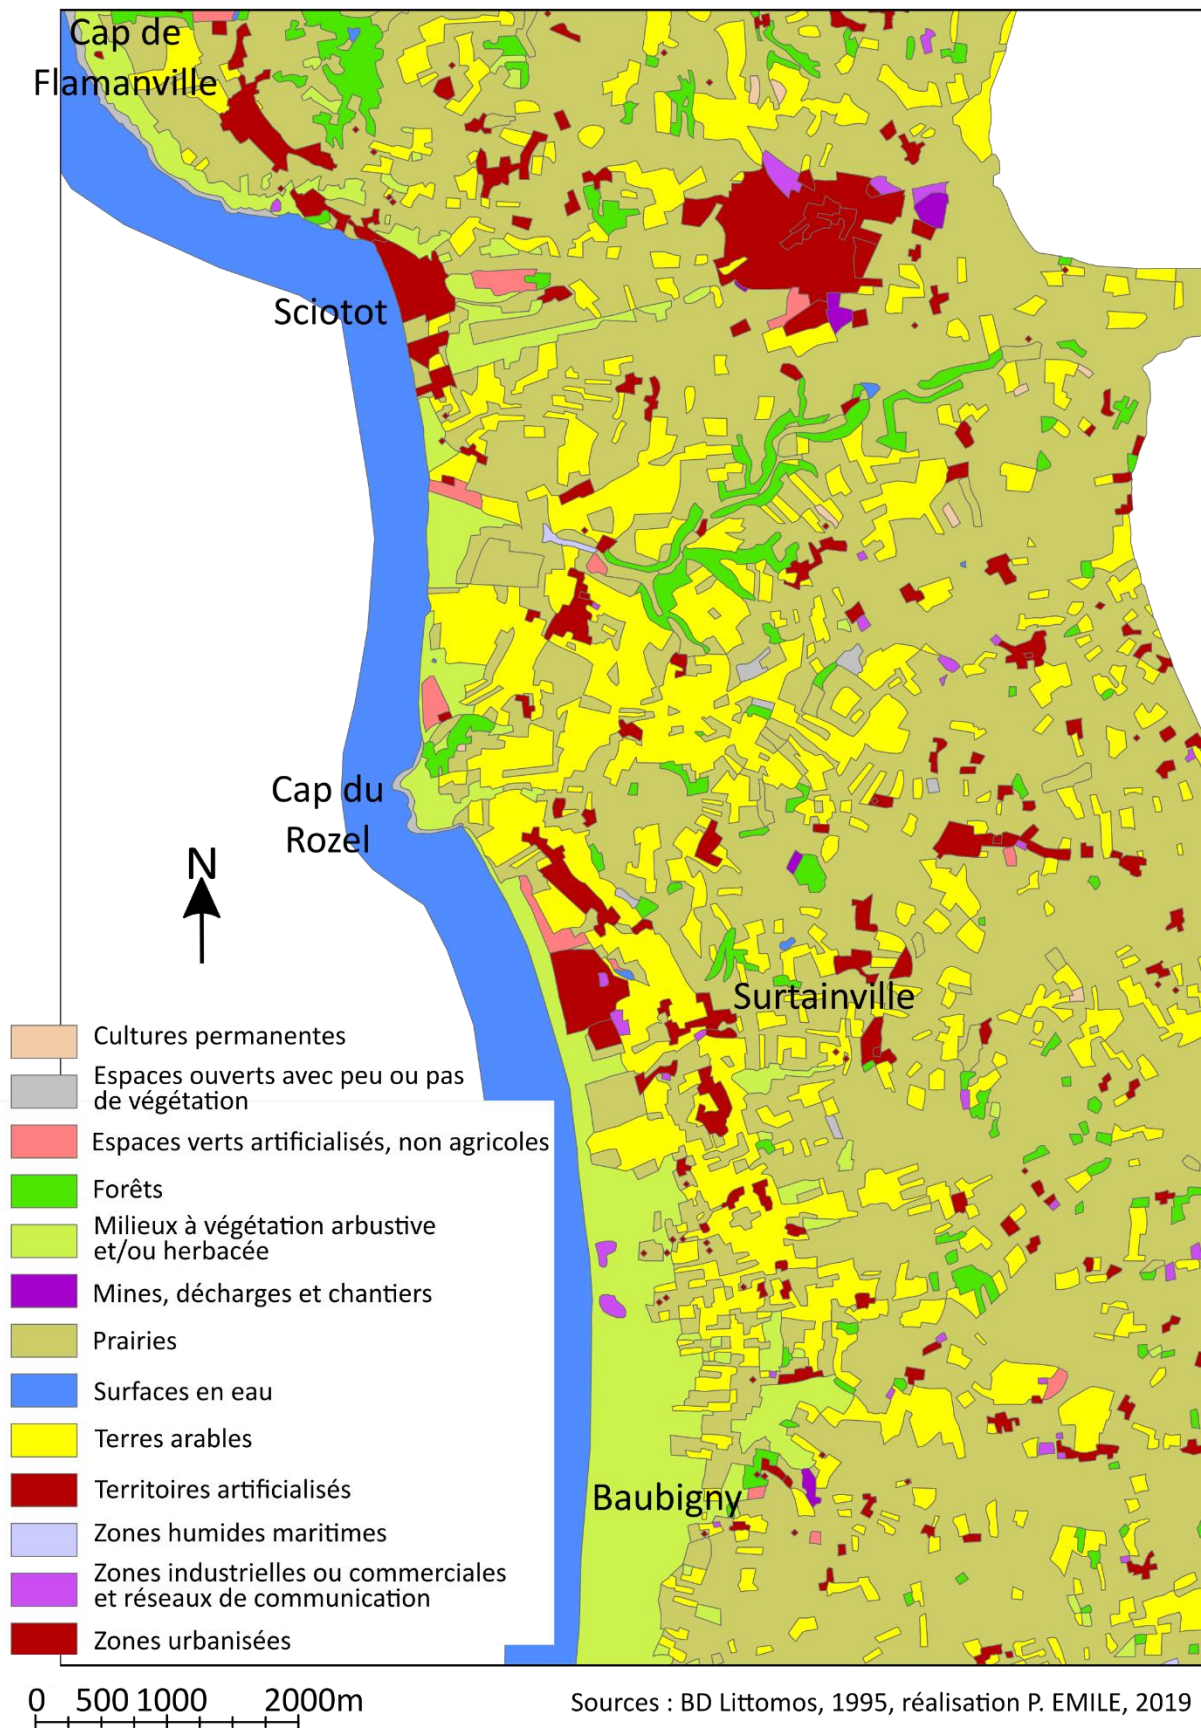 Cap de
Flamanville
Sciotot
Cap du
Rozel
N
Surtainville
Baubigny
Cultures permanentes
Espaces ouverts avec peu ou pas
de végétation
Espaces verts artificialisés, non agricoles
Forêts
Milieux à végétation arbustive
et/ou herbacée
Mines, décharges et chantiers
Prairies
Surfaces en eau
Terres arables
Territoires artificialisés
Zones humides maritimes
Zones industrielles ou commerciales
et réseaux de communication
Zones urbanisées
0 500 1000 2000m
Sources : BD Littomos, 1995, réalisation P. EMILE, 2019